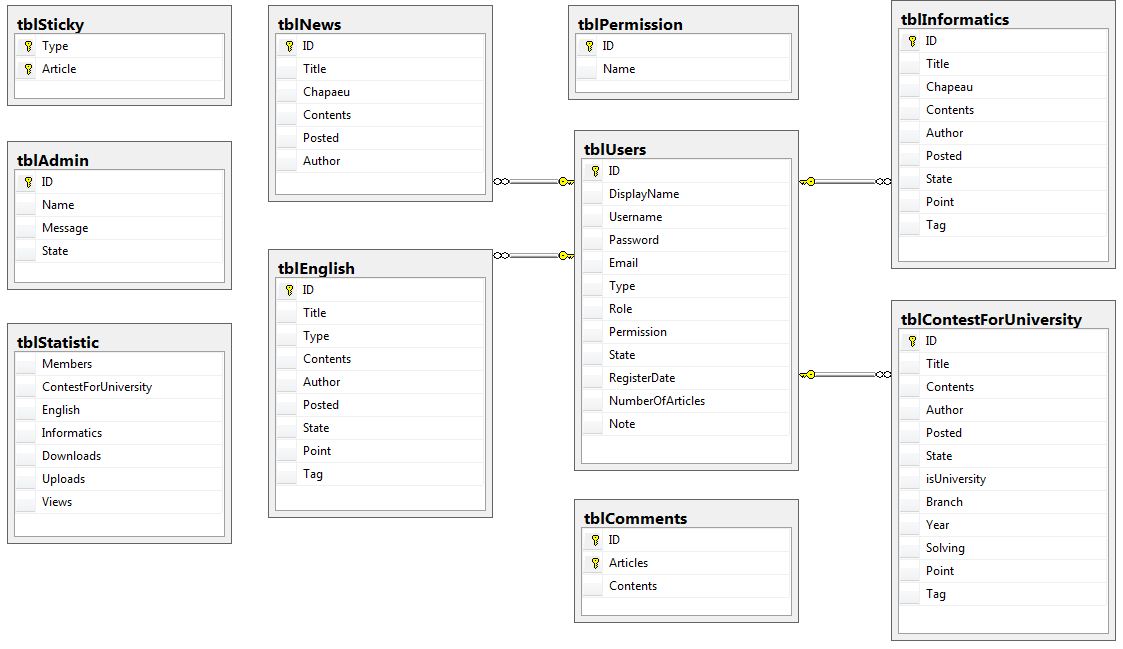 tblSticky
Type
Article
tblAdmin
ID
Name
Message
State
tblStatistic
Members
ContestForUniversity
English
Informatics
Downloads
Uploads
Views
tblNews
ID
Title
Chapaeu
Contents
Posted
Author
tblEnglish
ID
Title
Type
Contents
Author
Posted
State
Point
Tag
tblPermission
ID
Name
tblUsers
ID
DisplayName
Username
Password
Email
Type
Role
Permission
State
RegisterDate
NumberOfArticles
Note
tblComments
ID
Articles
Contents
tblInformatics
ID
Title
Chapeau
Contents
Author
Posted
State
Point
Tag
tblContestForUniversity
ID
Title
Contents
Author
Posted
State
isUniversity
Branch
Year
Solving
Point
Tag